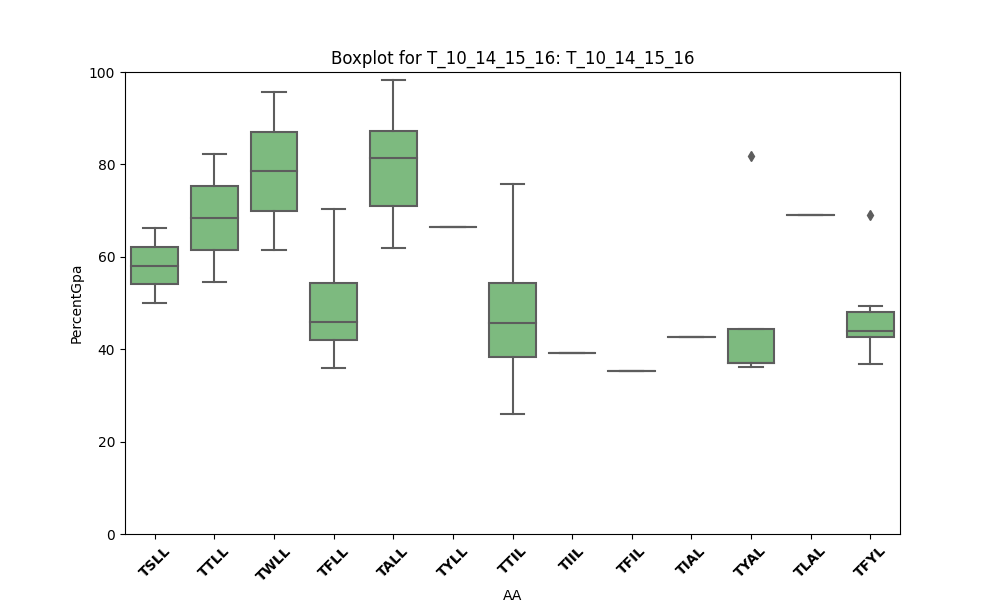 Boxplot for T_10_14_15_16: T_10_14_15_16
PercentGpa
100
80
60
40
20
0
TSLL TTLL TWLL TFLL TALL TYLL TTIL TIIL TFIL TIAL TYAL TLAL TFYL
AA